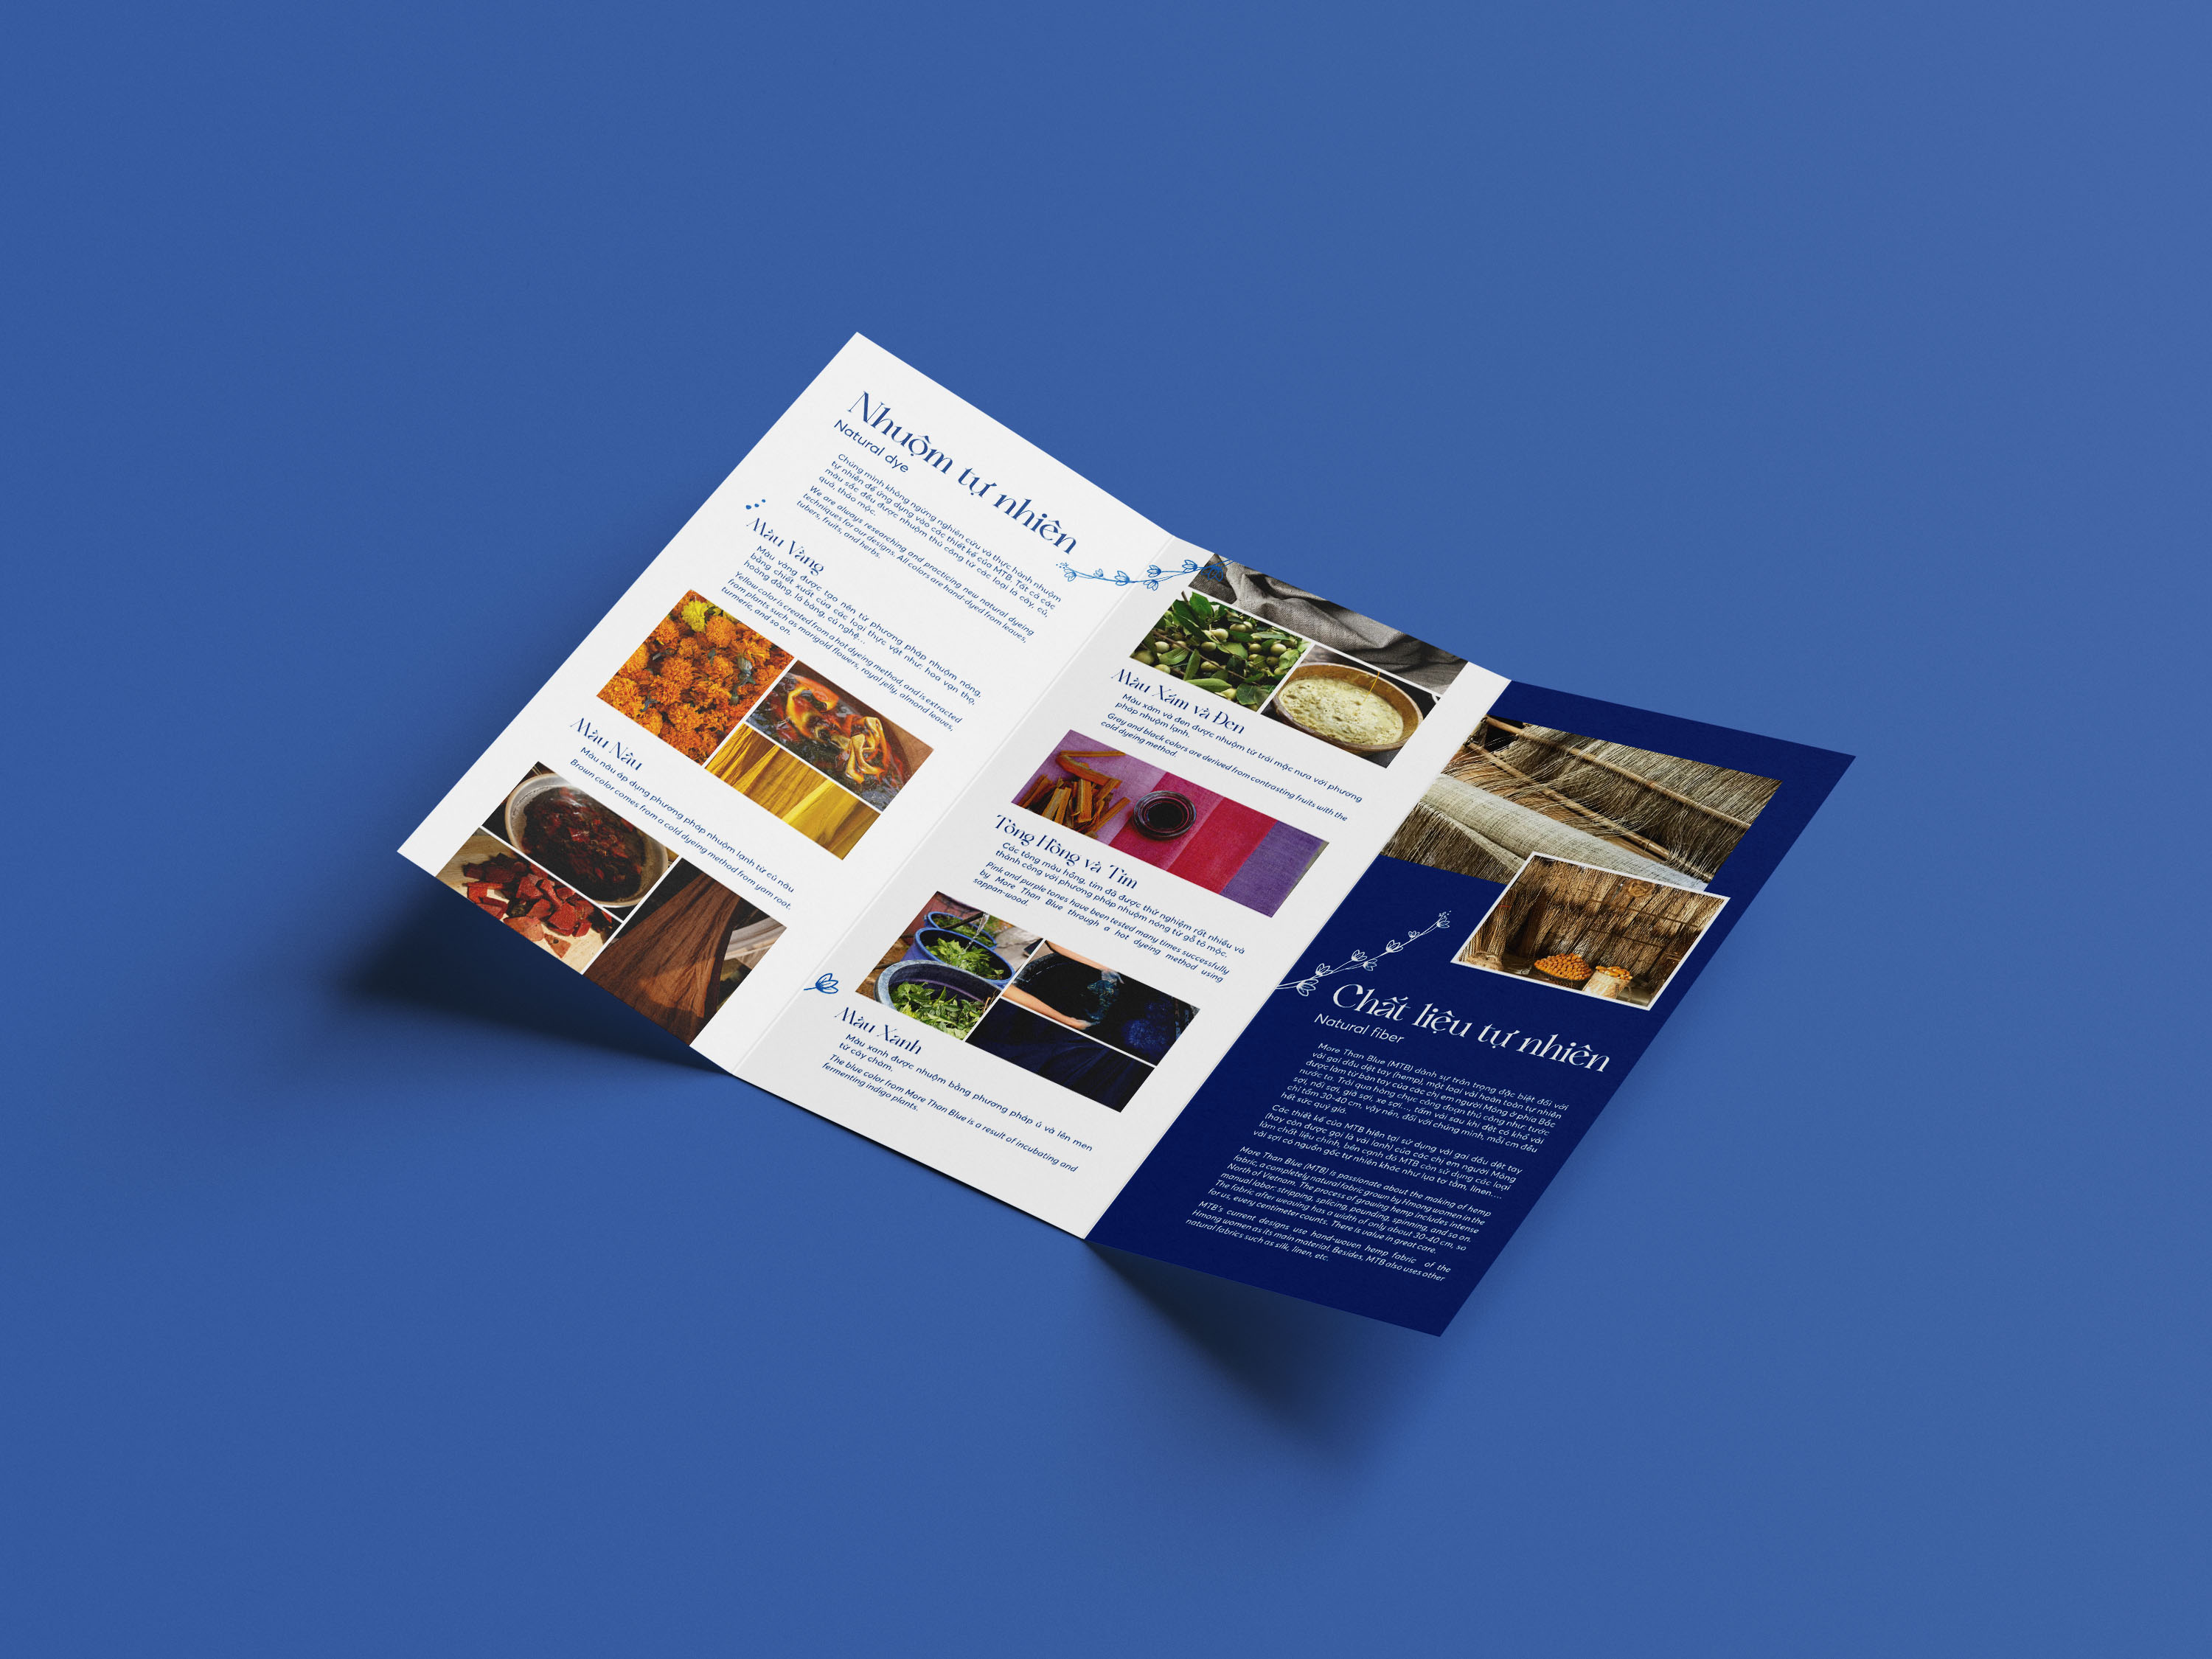 Nhuộm tự nhiên
Natural dye
Chúng mình không ngừng nghiên cứu và thực hành nhuộm
tự nhiên để ứng dụng vào các thiết kế của MTB. Tất cả các
màu sắc đều được nhuộm thủ công từ các loại lá cây, củ,
quả, thảo mộc.
We are always researching and practicing new natural dyeing
techniques for our designs. All colors are hand-dyed from leaves,
tubers, fruits, and herbs.
Màu Vàng
Màu vàng được tạo nên từ phương pháp nhuộm nóng,
bằng chiết xuất của các loại thực vật như: hoa vạn thọ,
hoàng đằng, lá bàng, củ nghệ...
Yellow color is created from a hot dyeing method, and is extracted
from plants such as marigold flowers, royal jelly, almond leaves,
turmeric, and so on.
Màu Nâu
Màu nâu áp dụng phương pháp nhuộm lạnh từ củ nâu
Brown color comes from a cold dyeing method from yam root.
Màu Xám và Đen
Màu xám và đen được nhuộm từ trái mặc nưa với phương
pháp nhuộm lạnh.
Gray and black colors are derived from contrasting fruits with the
cold dyeing method.
Tông Hồng và Tím
Các tông màu hồng, tím đã được thử nghiệm rất nhiều và
thành công với phương pháp nhuộm nóng từ gỗ tô mộc.
Pink and purple tones have been tested many times successfully
by More Than Blue through a hot dyeing method using
sappan-wood.
Màu Xanh
Màu xanh được nhuộm bằng phương pháp ủ và lên men
từ cây chàm.
The blue color from More Than Blue is a result of incubating and
fermenting indigo plants.
Chất liệu tự nhiên
Natural fiber
More Than Blue (MTB) dành sự trân trọng đặc biệt đối với
vải gai dầu dệt tay (hemp), một loại vải hoàn toàn tự nhiên
được làm từ bàn tay của các chị em người Mông ở phía Bắc
nước ta. Trải qua hàng chục công đoạn thủ công như: tước
sợi, nối sợi, giã sợi, xe sợi..., tấm vải sau khi dệt có khổ vải
chỉ tầm 30-40 cm, vậy nên, đối với chúng mình, mỗi cm đều
hết sức quý giá.
Các thiết kế của MTB hiện tại sử dụng vải gai dầu dệt tay
(hay còn được gọi là vải lanh) của các chị em người Mông
làm chất liệu chính, bên cạnh đó MTB còn sử dụng các loại
vải sợi có nguồn gốc tự nhiên khác như lụa tơ tằm, linen....
More Than Blue (MTB) is passionate about the making of hemp
fabric, a completely natural fabric grown by Hmong women in the
North of Vietnam. The process of growing hemp includes intense
manual labor: stripping, splicing, pounding, spinning, and so on.
The fabric after weaving has a width of only about 30-40 cm, so
for us, every centimeter counts. There is value in great care.
MTB's current designs use hand-woven hemp fabric of the
Hmong women as its main material. Besides, MTB also uses other
natural fabrics such as silk, linen, etc.